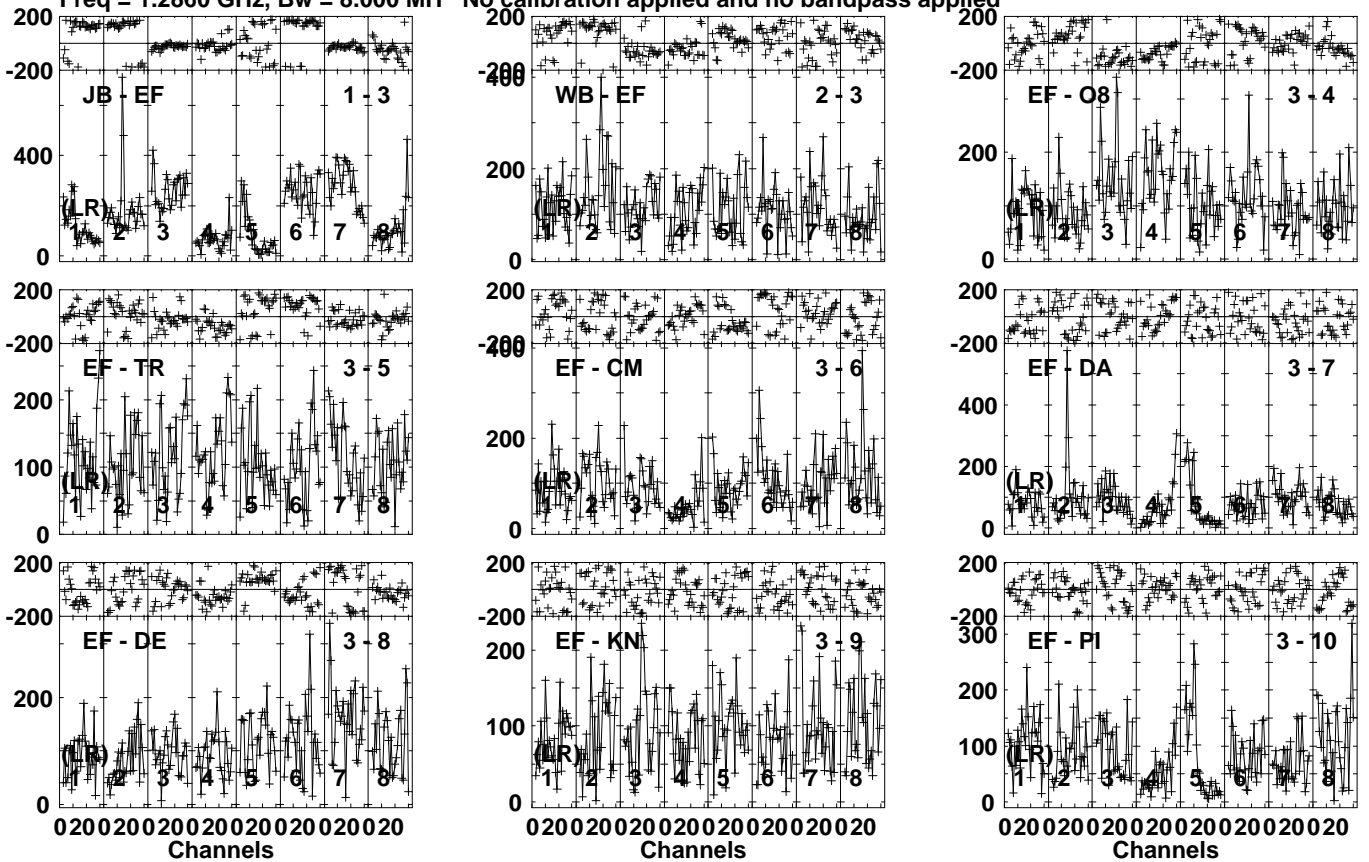 Freq = 1.2860 GHz, Bw = 8.000 MH No calibration applied and no bandpass applied
200 200 200
-200 -200 -200
JB - EF 1 - 3 400 WB - EF 2 - 3 EF - O8 3 - 4
400 200 200
(LR) (LR) (LR)
1 2 3 4 5 6 7 8 1 2 3 4 5 6 7 8 1 2 3 4 5 6 7 8
0 0 0
200 200 200
-200 -200 -200
EF - TR 3 - 5 400 EF - CM 3 - 6 EF - DA 3 - 7
200 200 400
100 200
(LR) (LR) (LR)
1 2 3 4 5 6 7 8 1 2 3 4 5 6 7 8 1 2 3 4 5 6 7 8
0 0 0
200 200 200
-200 -200 -200
EF - DE 3 - 8 EF - KN 3 - 9 300 EF - PI 3 - 10
200 200 200
100 100
(LR) (LR) (LR)
1 2 3 4 5 6 7 8 1 2 3 4 5 6 7 8 1 2 3 4 5 6 7 8
0 0 0
0 20 0 20 0 20 0 20 0 20 0 20 0 20 0 20 0 20 0 20 0 20 0 20 0 20 0 20 0 20 0 20 0 20 0 20 0 20 0 20 0 20 0 20 0 20 0 20
Channels Channels Channels